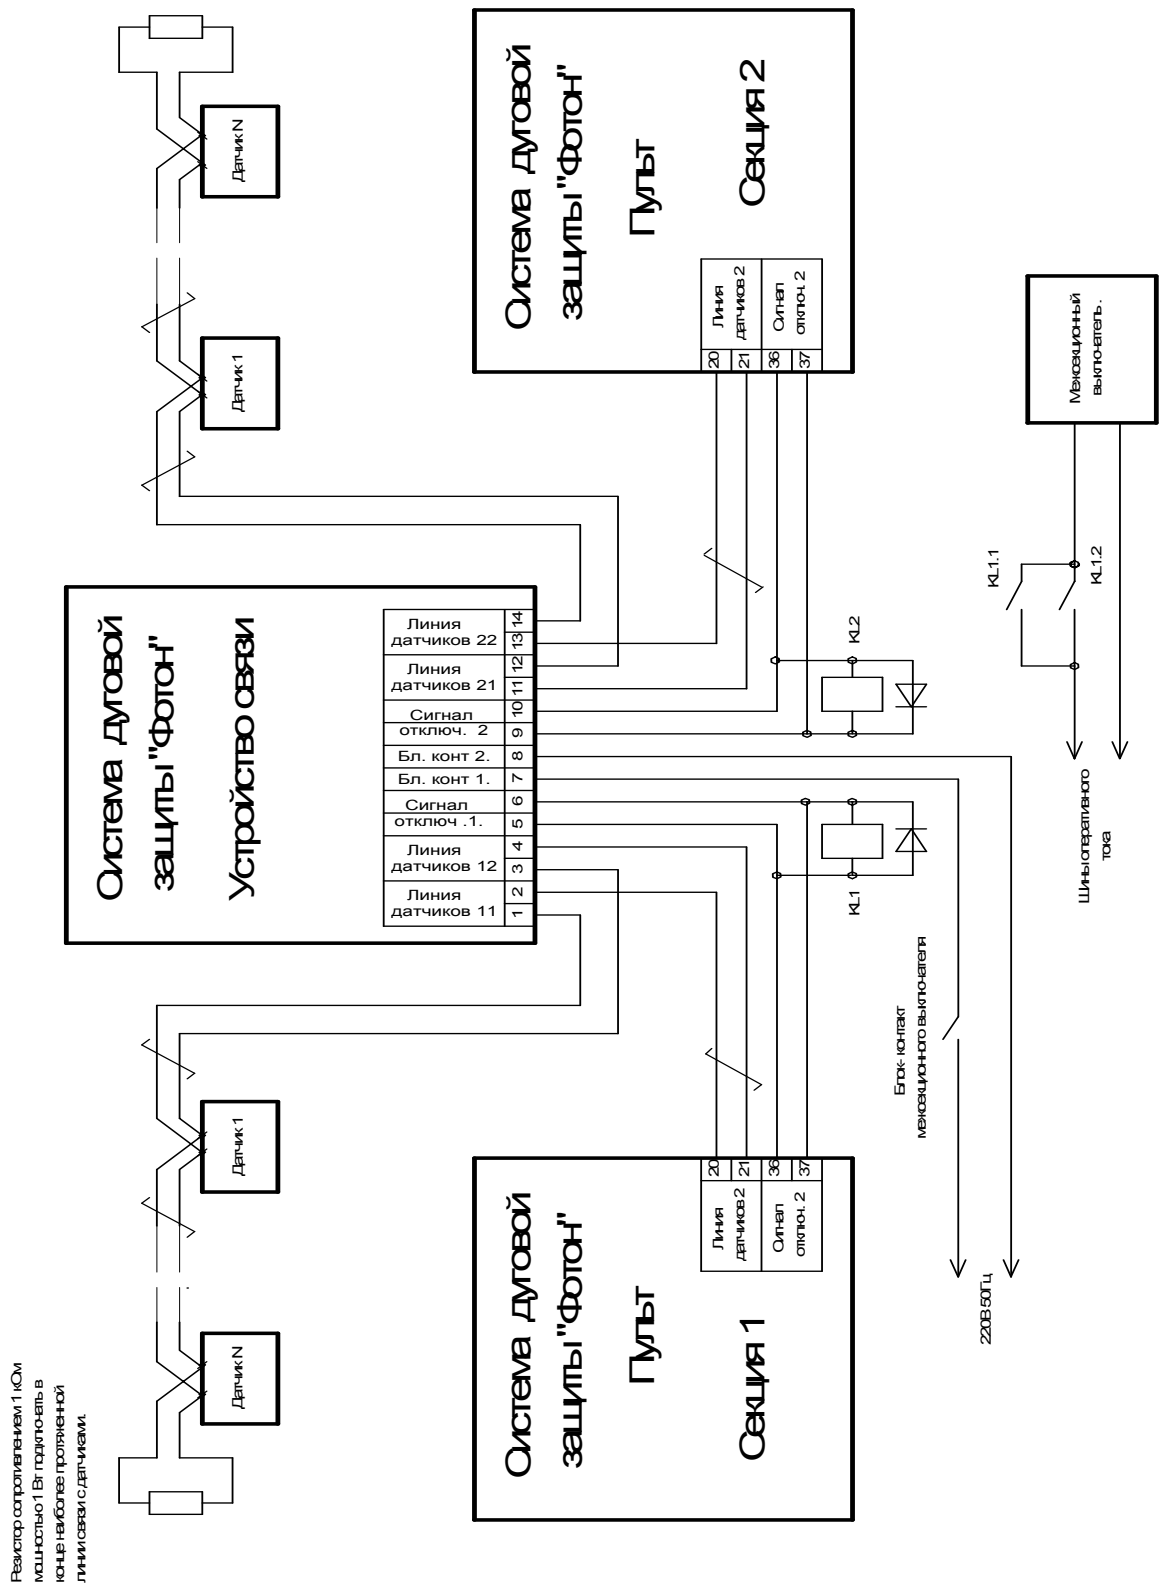 Резистор сопротивлением 1 кОм
мощностью 1 Вт подключать в
конце наиболее протяженной
линии связи с датчиками.
Датчик N
Датчик 1
Датчик 1
Датчик N
Система дуговой
защиты "Фотон"
Устройство связи
Линия
датчиков 22
Линия
датчиков 21
Сигнал
отключ. 2
Бл. конт 2.
Бл. конт 1.
Сигнал
отключ .1.
Линия
датчиков 12
Линия
датчиков 11
14
13
12
11
10
9
8
7
6
5
4
3
2
1
Система дуговой
защиты "Фотон"
Пульт
Секция 1
Линия
датчиков 2
Сигнал
отключ. 2
20
21
36
37
Система дуговой
защиты "Фотон"
Пульт
Секция 2
Линия
датчиков 2
Сигнал
отключ. 2
20
21
36
37
KL1
KL2
Блок- контакт
межсекционного выключателя
220В 50Гц
KL1.1
KL1.2
Шины оперативного
тока
Межсекционный
выключатель .